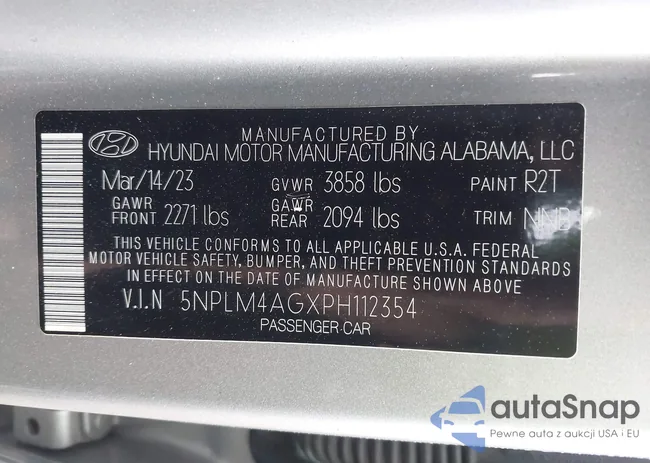 MANUFACTURED BY
HYUNDAI MOTOR MANUFACTURING ALABAMA, LLC
Mar/14/23 GVWR 3858 lbs PAINT R2T
GAWR FRONT 2271 lbs GAWR REAR 2094 lbs TRIM NNB
THIS VEHICLE CONFORMS TO ALL APPLICABLE U.S.A. FEDERAL
MOTOR VEHICLE SAFETY, BUMPER, AND THEFT PREVENTION STANDARDS
IN EFFECT ON THE DATE OF MANUFACTURE SHOWN ABOVE
V.I.N 5NPLM4AGXPH112354
PASSENGER CAR
autaSnap
Pewne auta z aukcji USA i EU